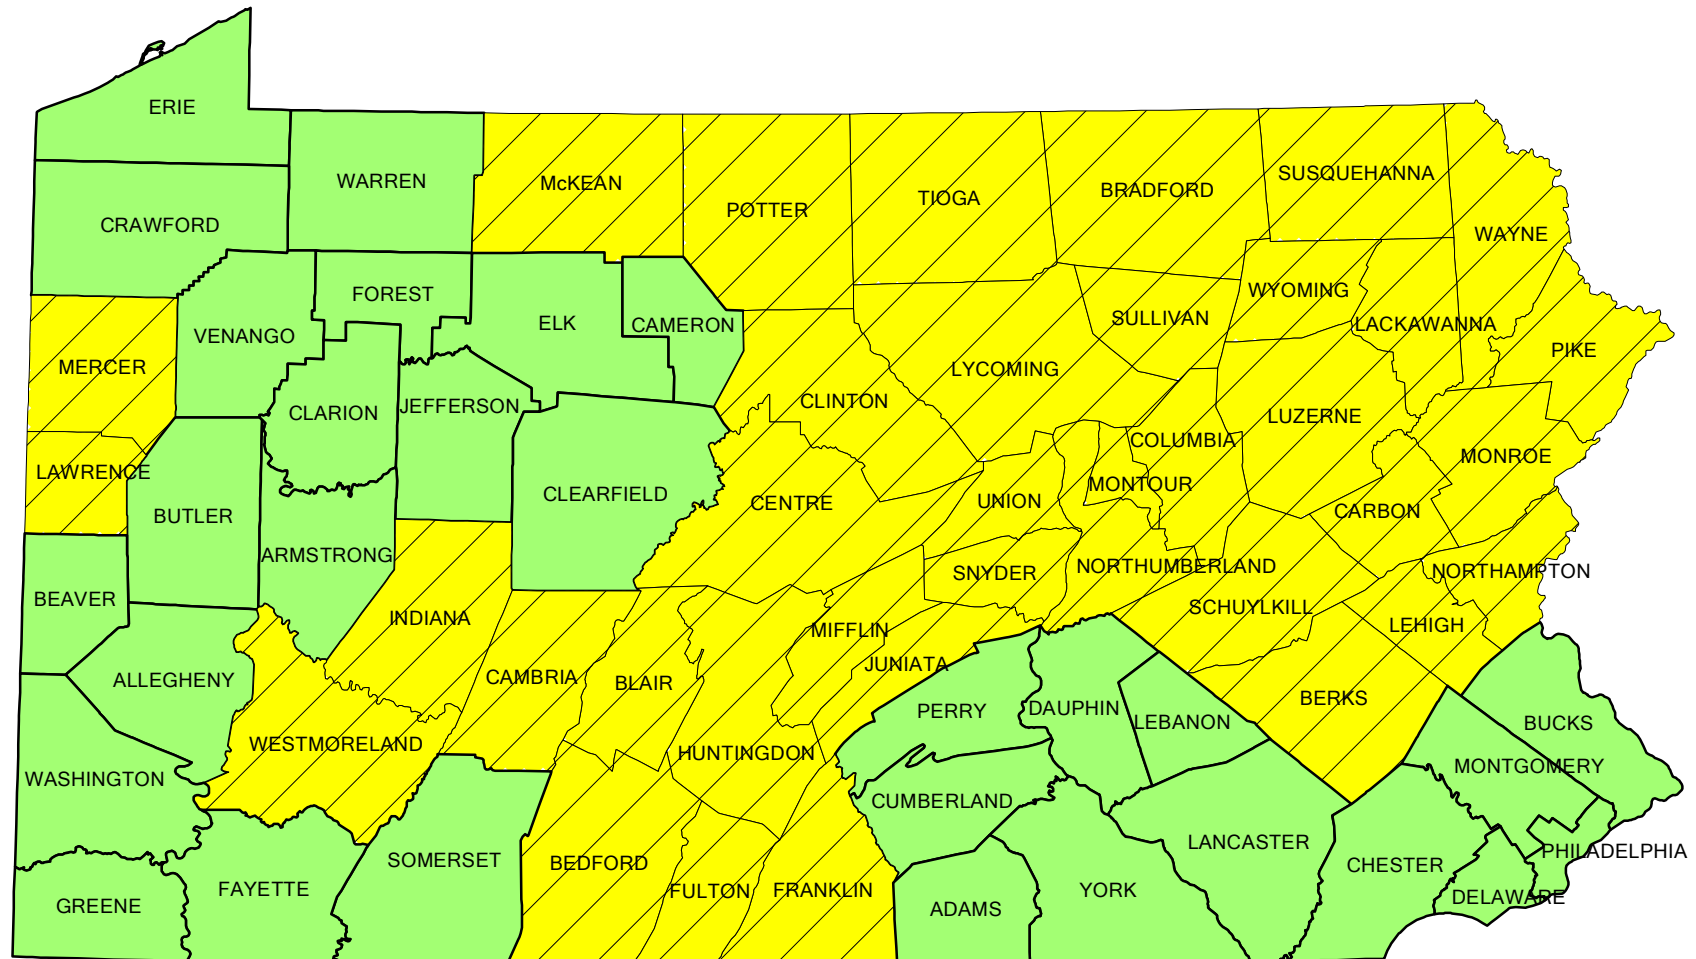 ERIE
SUSQUEHANNA
WARREN
McKEAN
BRADFORD
TIOGA
POTTER
CRAWFORD
WAYNE
WYOMING
FOREST
SULLIVAN
ELK
CAMERON
LACKAWANNA
VENANGO
PIKE
MERCER
LYCOMING
CLINTON
JEFFERSON
CLARION
LUZERNE
COLUMBIA
MONROE
LAWRENCE
MONTOUR
CLEARFIELD
UNION
CENTRE
CARBON
BUTLER
ARMSTRONG
NORTHUMBERLAND
NORTHAMPTON
SNYDER
BEAVER
SCHUYLKILL
INDIANA
LEHIGH
MIFFLIN
JUNIATA
CAMBRIA
ALLEGHENY
BLAIR
BERKS
DAUPHIN
PERRY
LEBANON
BUCKS
WESTMORELAND
HUNTINGDON
MONTGOMERY
WASHINGTON
CUMBERLAND
LANCASTER
PHILADELPHIA
SOMERSET
BEDFORD
CHESTER
FAYETTE
FULTON
FRANKLIN
YORK
DELAWARE
GREENE
ADAMS